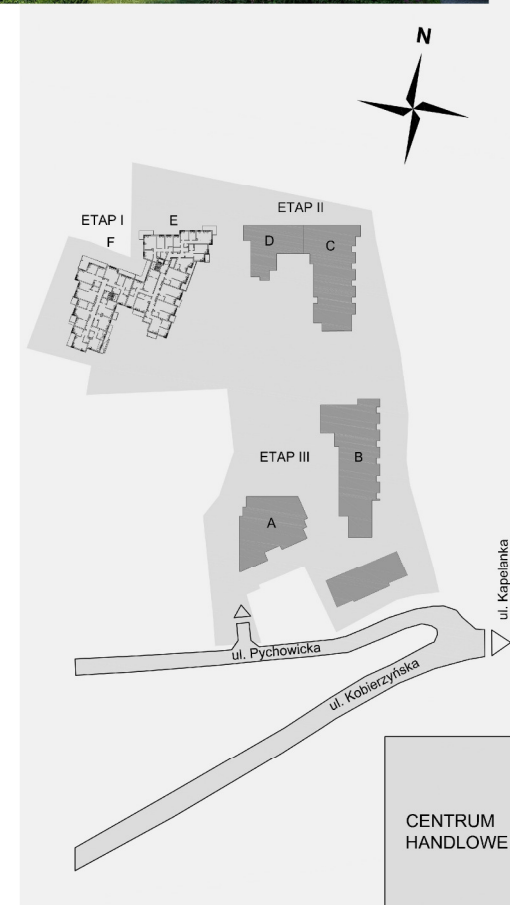 N
ETAP II
ETAP I
E
F
D
C
ETAP III
B
A
ul. Kapelanka
ul. Pychowicka
ul. Kobierzyńska
CENTRUM
HANDLOWE